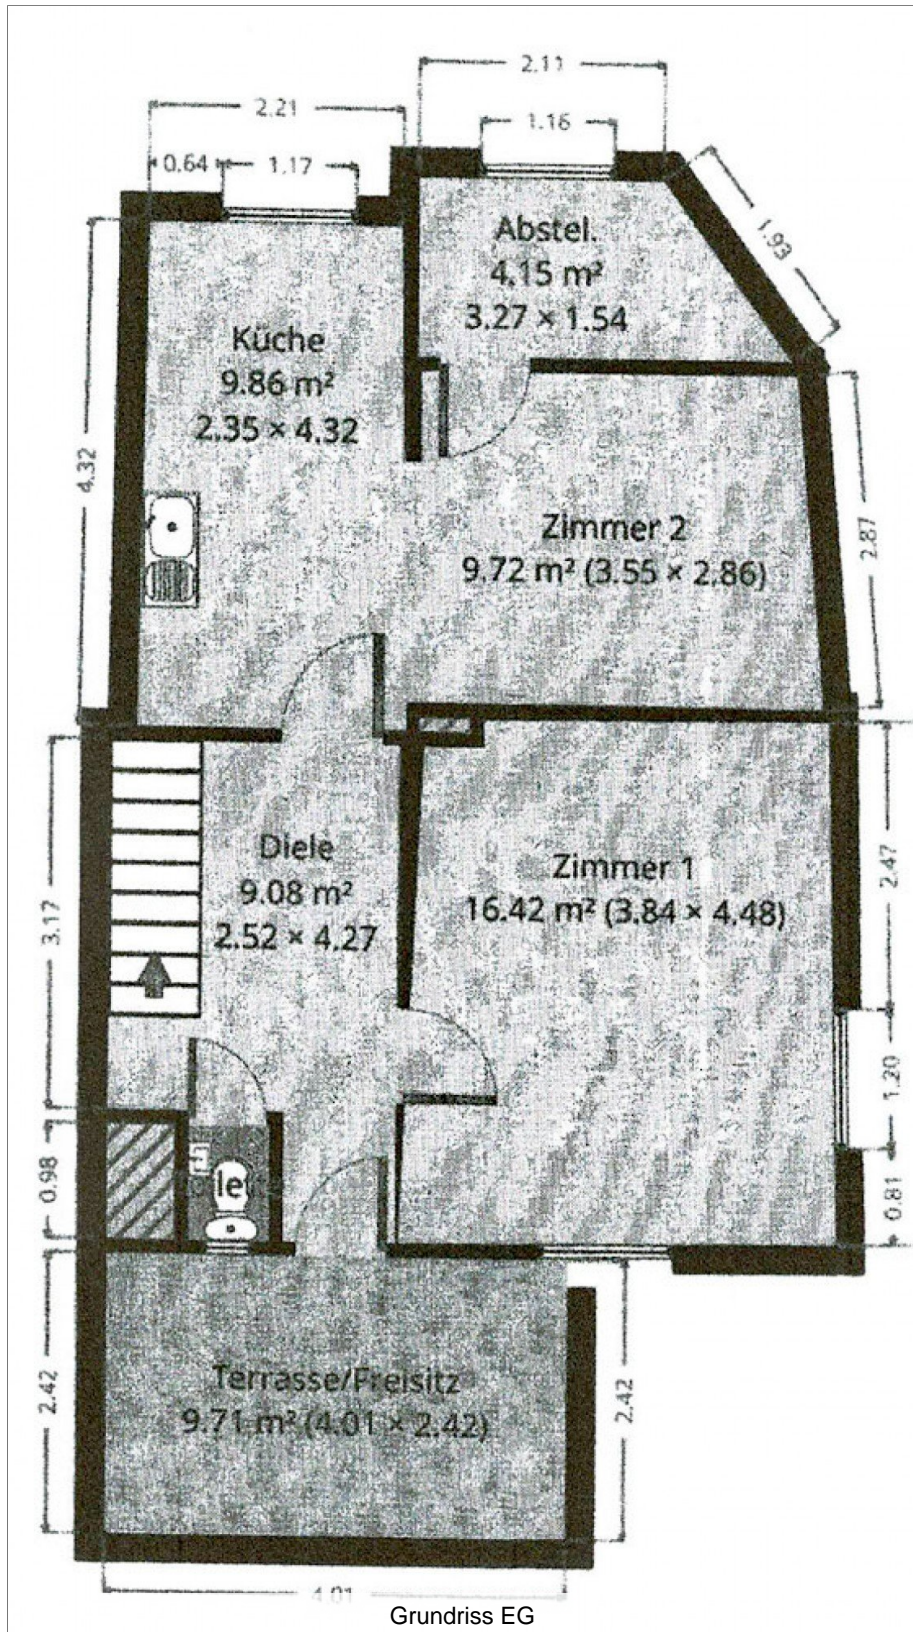 2.11
2.21
1.16
0.64
1.17
1.93
Abstel.
4.15 m²
3.27 × 1.54
Küche
9.86 m²
2.35 × 4.32
4.32
Zimmer 2
9.72 m² (3.55 × 2.86)
2.87
Diele
9.08 m²
2.52 × 4.27
Zimmer 1
16.42 m² (3.84 × 4.48)
2.47
3.17
1.20
0.98
0.81
2.42
Terrasse/Freisitz
9.71 m² (4.01 × 2.42)
2.42
4.01
Grundriss EG